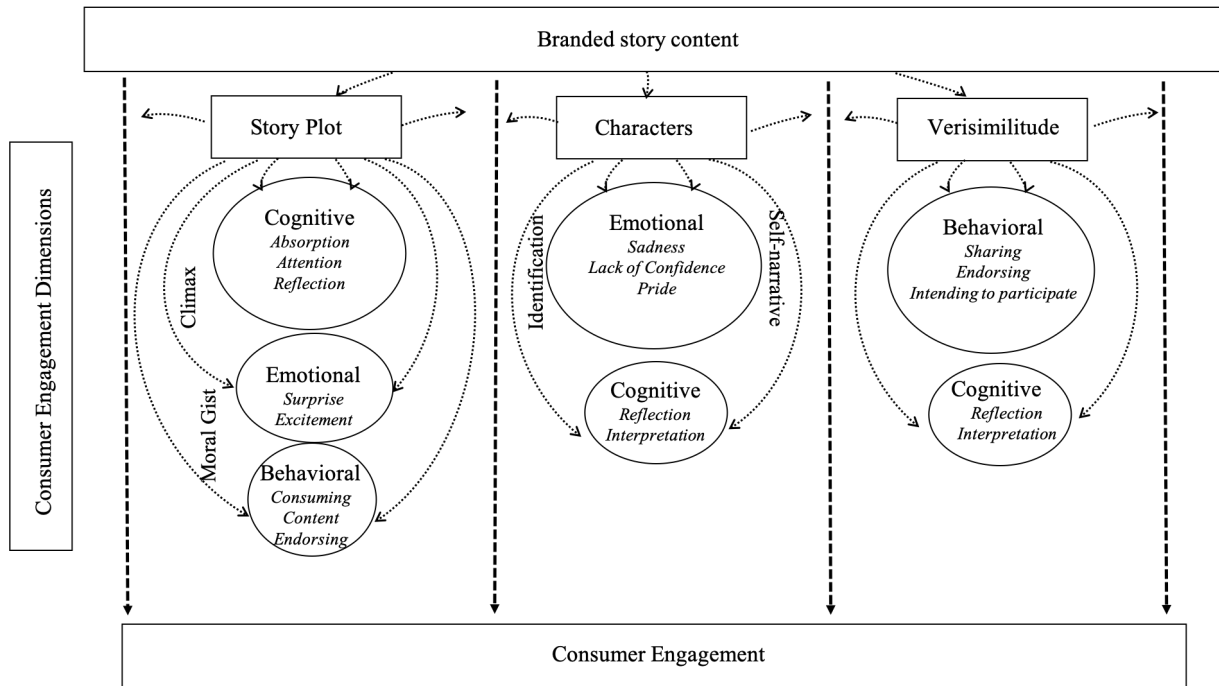 Branded story content
Consumer Engagement Dimensions
Story Plot
Cognitive
Absorption
Attention
Reflection
Climax
Emotional
Surprise
Excitement
Moral Gist
Behavioral
Consuming
Content
Endorsing
Characters
Emotional
Sadness
Lack of Confidence
Pride
Identification
Self-narrative
Cognitive
Reflection
Interpretation
Verisimilitude
Behavioral
Sharing
Endorsing
Intending to participate
Cognitive
Reflection
Interpretation
Consumer Engagement